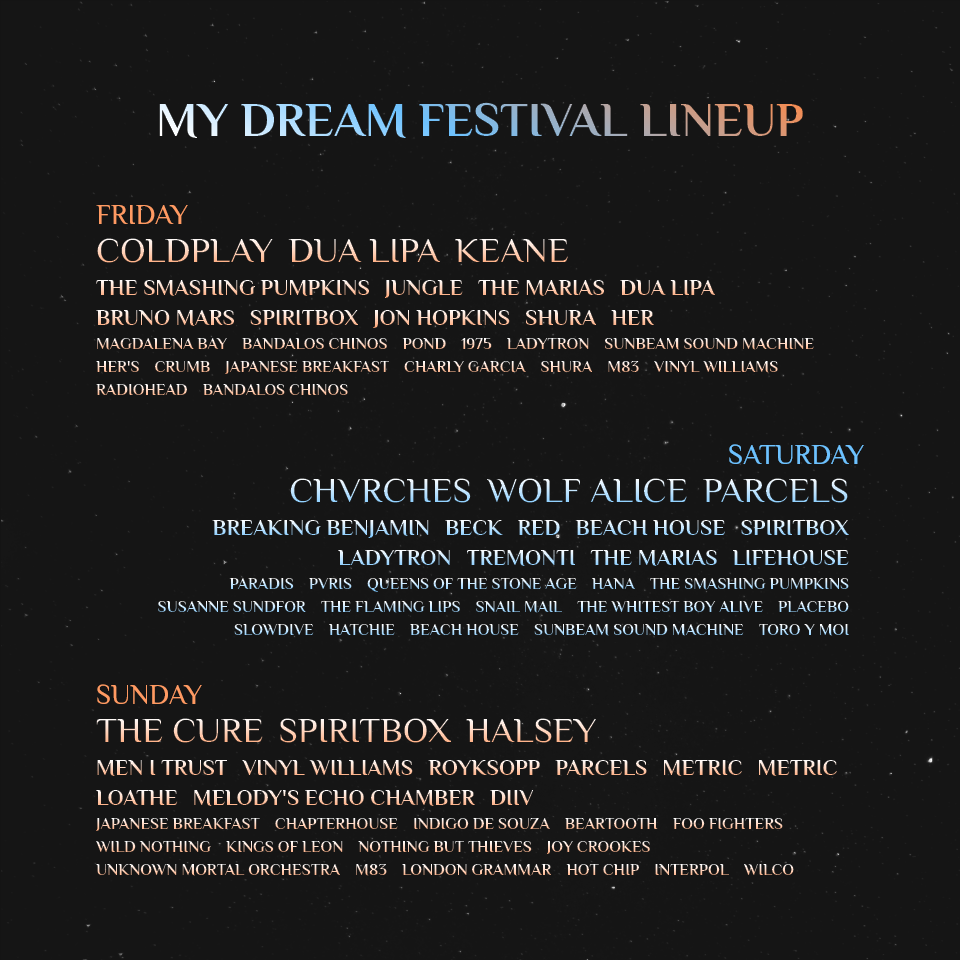 MY DREAM FESTIVAL LINEUP
FRIDAY
COLDPLAY DUA LIPA KEANE
THE SMASHING PUMPKINS JUNGLE THE MARIAS DUA LIPA
BRUNO MARS SPIRITBOX JON HOPKINS SHURA HER
MAGDALENA BAY BANDALOS CHINOS POND 1975 LADYTRON SUNBEAM SOUND MACHINE
HER'S CRUMB JAPANESE BREAKFAST CHARLY GARCIA SHURA M83 VINYL WILLIAMS
RADIOHEAD BANDALOS CHINOS
SATURDAY
CHVRCHES WOLF ALICE PARCELS
BREAKING BENJAMIN BECK RED BEACH HOUSE SPIRITBOX
LADYTRON TREMONTI THE MARIAS LIFEHOUSE
PARADIS PVRIS QUEENS OF THE STONE AGE HANA THE SMASHING PUMPKINS
SUSANNE SUNDFOR THE FLAMING LIPS SNAIL MAIL THE WHITEST BOY ALIVE PLACEBO
SLOWDIVE HATCHIE BEACH HOUSE SUNBEAM SOUND MACHINE TORO Y MOI
SUNDAY
THE CURE SPIRITBOX HALSEY
MEN I TRUST VINYL WILLIAMS ROYKSOPP PARCELS METRIC METRIC
LOATHE MELODY'S ECHO CHAMBER DIIV
JAPANESE BREAKFAST CHAPTERHOUSE INDIGO DE SOUZA BEARTOOTH FOO FIGHTERS
WILD NOTHING KINGS OF LEON NOTHING BUT THIEVES JOY CROOKES
UNKNOWN MORTAL ORCHESTRA M83 LONDON GRAMMAR HOT CHIP INTERPOL WILCO